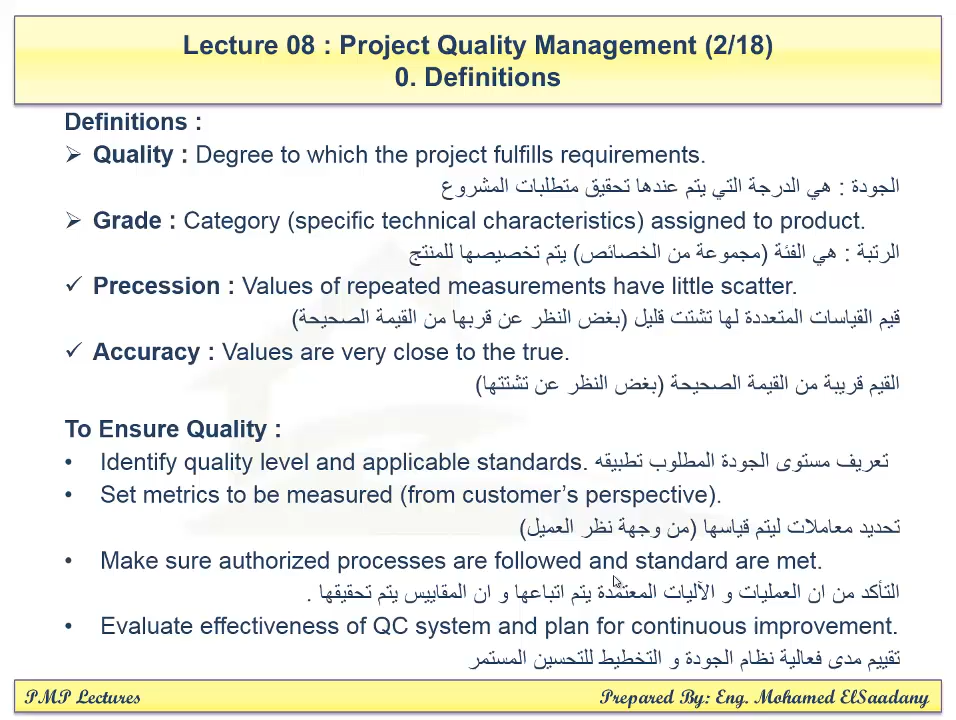 Lecture 08 : Project Quality Management (2/18)
0. Definitions
Definitions :
➢ Quality : Degree to which the project fulfills requirements.
الجودة : هي الدرجة التي يتم عندها تحقيق متطلبات المشروع
➢ Grade : Category (specific technical characteristics) assigned to product.
الرتبة : هي الفئة (مجموعة من الخصائص) يتم تخصيصها للمنتج
✓ Precession : Values of repeated measurements have little scatter.
قيم القياسات المتعددة لها تشتت قليل (بغض النظر عن قربها من القيمة الصحيحة)
✓ Accuracy : Values are very close to the true.
القيم قريبة من القيمة الصحيحة (بغض النظر عن تشتتها)
To Ensure Quality :
• Identify quality level and applicable standards. تعريف مستوى الجودة المطلوب تطبيقه
• Set metrics to be measured (from customer’s perspective).
تحديد معاملات ليتم قياسها (من وجهة نظر العميل)
• Make sure authorized processes are followed and standard are met.
التأكد من ان العمليات و الآليات المعتمدة يتم اتباعها و ان المقاييس يتم تحقيقها .
• Evaluate effectiveness of QC system and plan for continuous improvement.
تقييم مدى فعالية نظام الجودة و التخطيط للتحسين المستمر
PMP Lectures
Prepared By: Eng. Mohamed ElSaadany